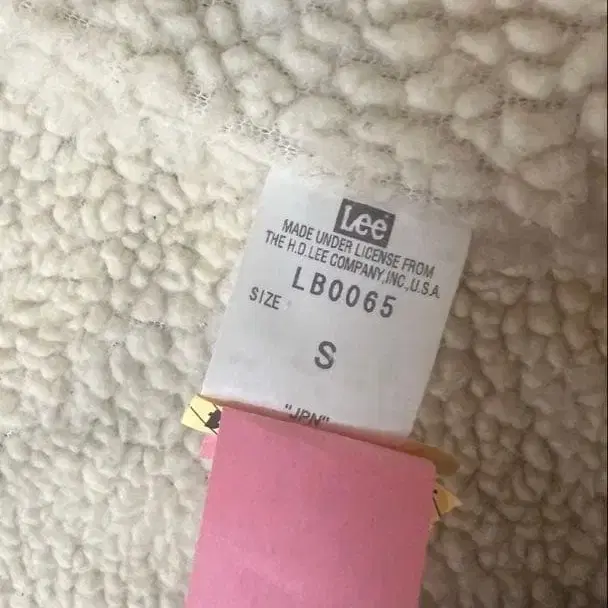 Lee
MADE UNDER LICENSE FROM
THE H.D.LEE COMPANY,INC.,U.S.A.
LB0065
SIZE
S
"JPN"